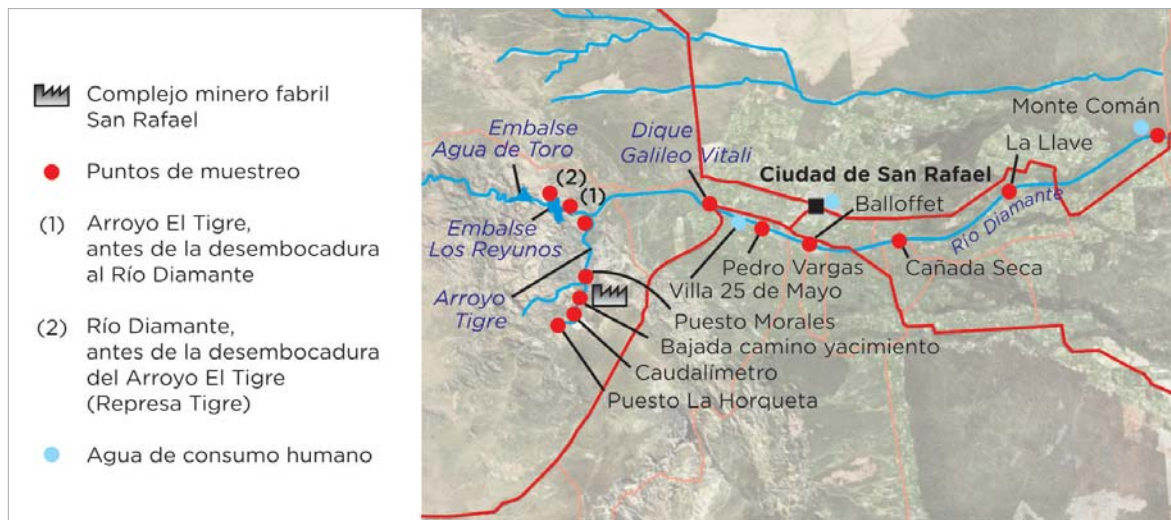 Complejo minero fabril
San Rafael
Puntos de muestreo
(1) Arroyo El Tigre,
antes de la desembocadura
al Río Diamante
(2) Río Diamante,
antes de la desembocadura
del Arroyo El Tigre
(Represa Tigre)
Agua de consumo humano
Embalse
Agua de Toro
(2)
(1)
Embalse
Los Reyunos
Arroyo
Tigre
Dique
Galileo Vitali
Ciudad de San Rafael
Balloffet
Monte Comán
La Llave
Río Diamante
Cañada Seca
Pedro Vargas
Villa 25 de Mayo
Puesto Morales
Bajada camino yacimiento
Caudalímetro
Puesto La Horqueta